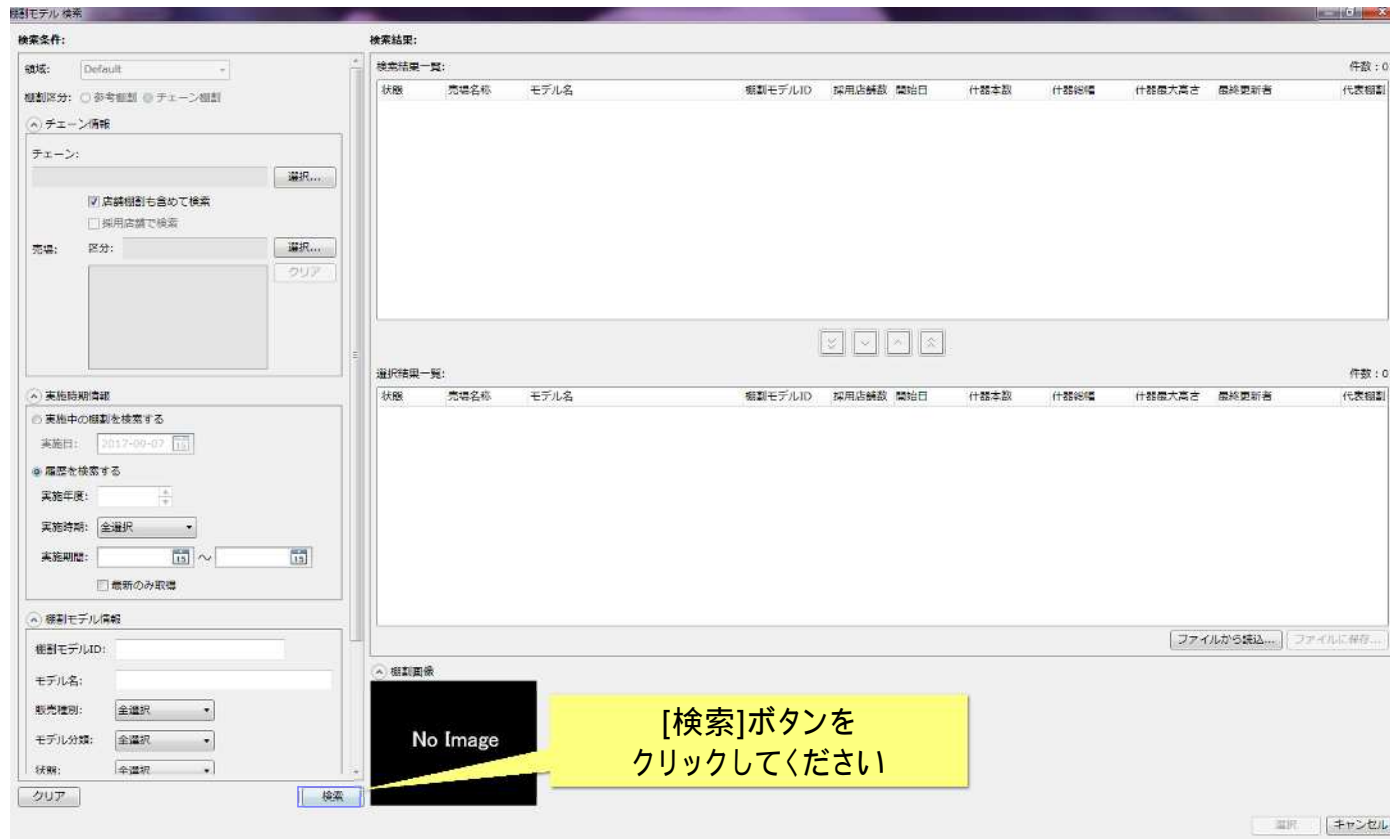 棚割モデル 検索
検索条件:
領域: Default
棚割区分: 参考棚割 チェーン棚割
チェーン情報
チェーン:
選択...
店舗棚割も含めて検索
採用店舗で検索
売場: 区分: 選択...
クリア
実施時期情報
実施中の棚割を検索する
実施日: 2017-09-07 15
履歴を検索する
実施年度:
実施時期: 全選択
実施期間: 15 ～ 15
最新のみ取得
棚割モデル情報
棚割モデルID:
モデル名:
販売種別: 全選択
モデル分類: 全選択
状態: 全選択
クリア 検索
検索結果:
検索結果一覧: 件数 : 0
状態 売場名称 モデル名 棚割モデルID 採用店舗数 開始日 什器本数 什器総幅 什器最大高さ 最終更新者 代表棚割
選択結果一覧: 件数 : 0
状態 売場名称 モデル名 棚割モデルID 採用店舗数 開始日 什器本数 什器総幅 什器最大高さ 最終更新者 代表棚割
ファイルから読込... ファイルに保存...
棚割画像
No Image
[検索]ボタンを
クリックしてください
選択 キャンセル